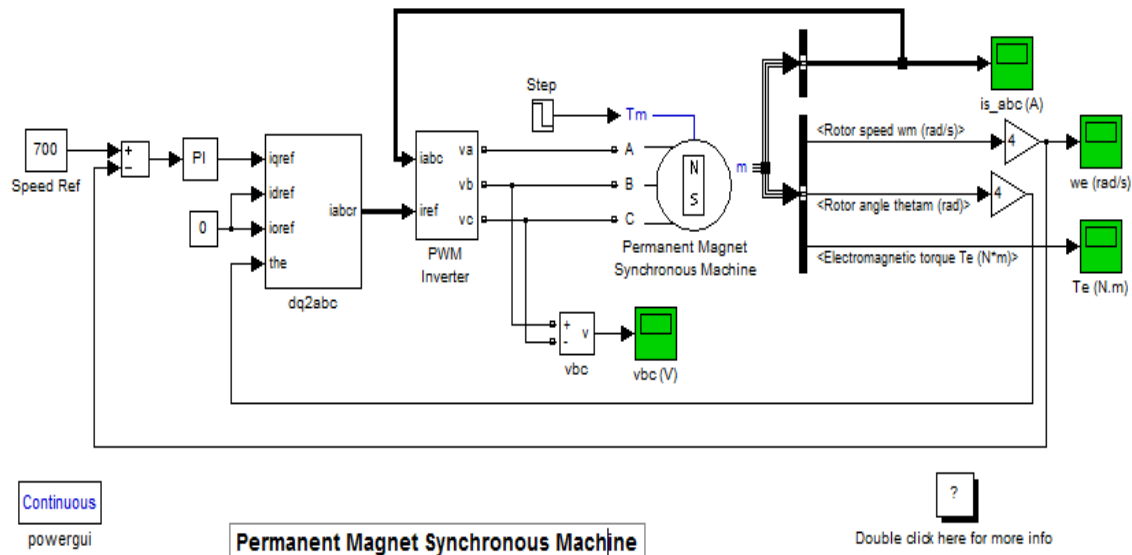 Step
is_abc (A)
Tm
<Rotor speed wm (rad/s)>
4
700
+
−
PI
iqref
iabc
va
A
N
we (rad/s)
Speed Ref
idref
vb
B
m
4
iabcr
iref
S
<Rotor angle thetam (rad)>
0
ioref
vc
C
PWM
Inverter
Permanent Magnet
Synchronous Machine
<Electromagnetic torque Te (N*m)>
the
Te (N.m)
dq2abc
+
-
v
vbc
vbc (V)
Continuous
?
powergui
Permanent Magnet Synchronous Machine
Double click here for more info